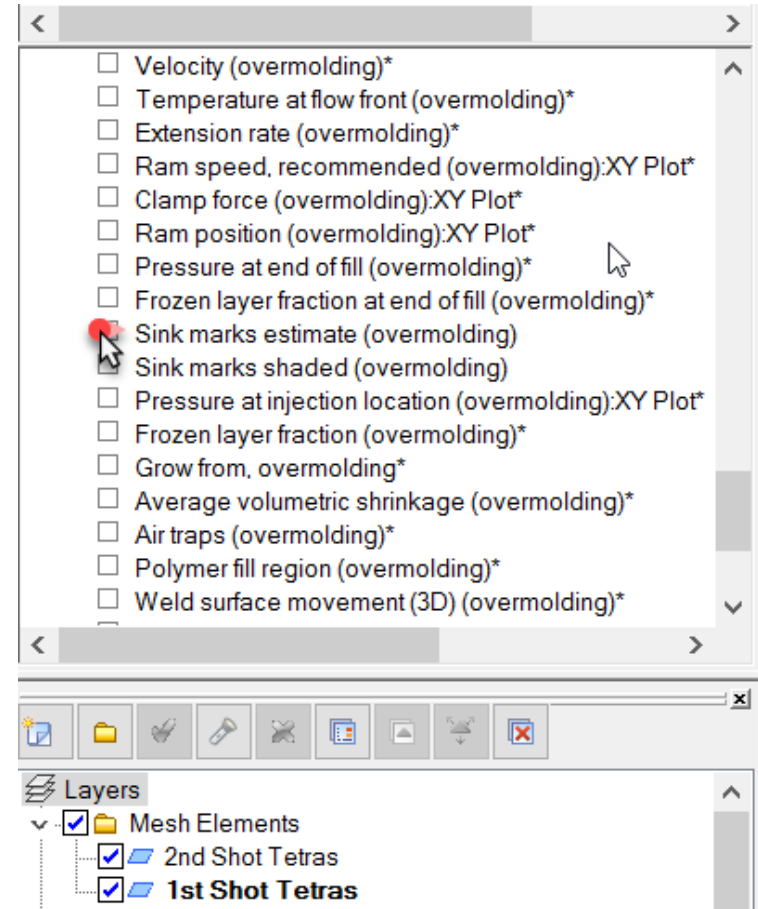 Velocity (overmolding)*
Temperature at flow front (overmolding)*
Extension rate (overmolding)*
Ram speed, recommended (overmolding):XY Plot*
Clamp force (overmolding):XY Plot*
Ram position (overmolding):XY Plot*
Pressure at end of fill (overmolding)*
Frozen layer fraction at end of fill (overmolding)*
Sink marks estimate (overmolding)
Sink marks shaded (overmolding)
Pressure at injection location (overmolding):XY Plot*
Frozen layer fraction (overmolding)*
Grow from, overmolding*
Average volumetric shrinkage (overmolding)*
Air traps (overmolding)*
Polymer fill region (overmolding)*
Weld surface movement (3D) (overmolding)*
Layers
Mesh Elements
2nd Shot Tetras
1st Shot Tetras